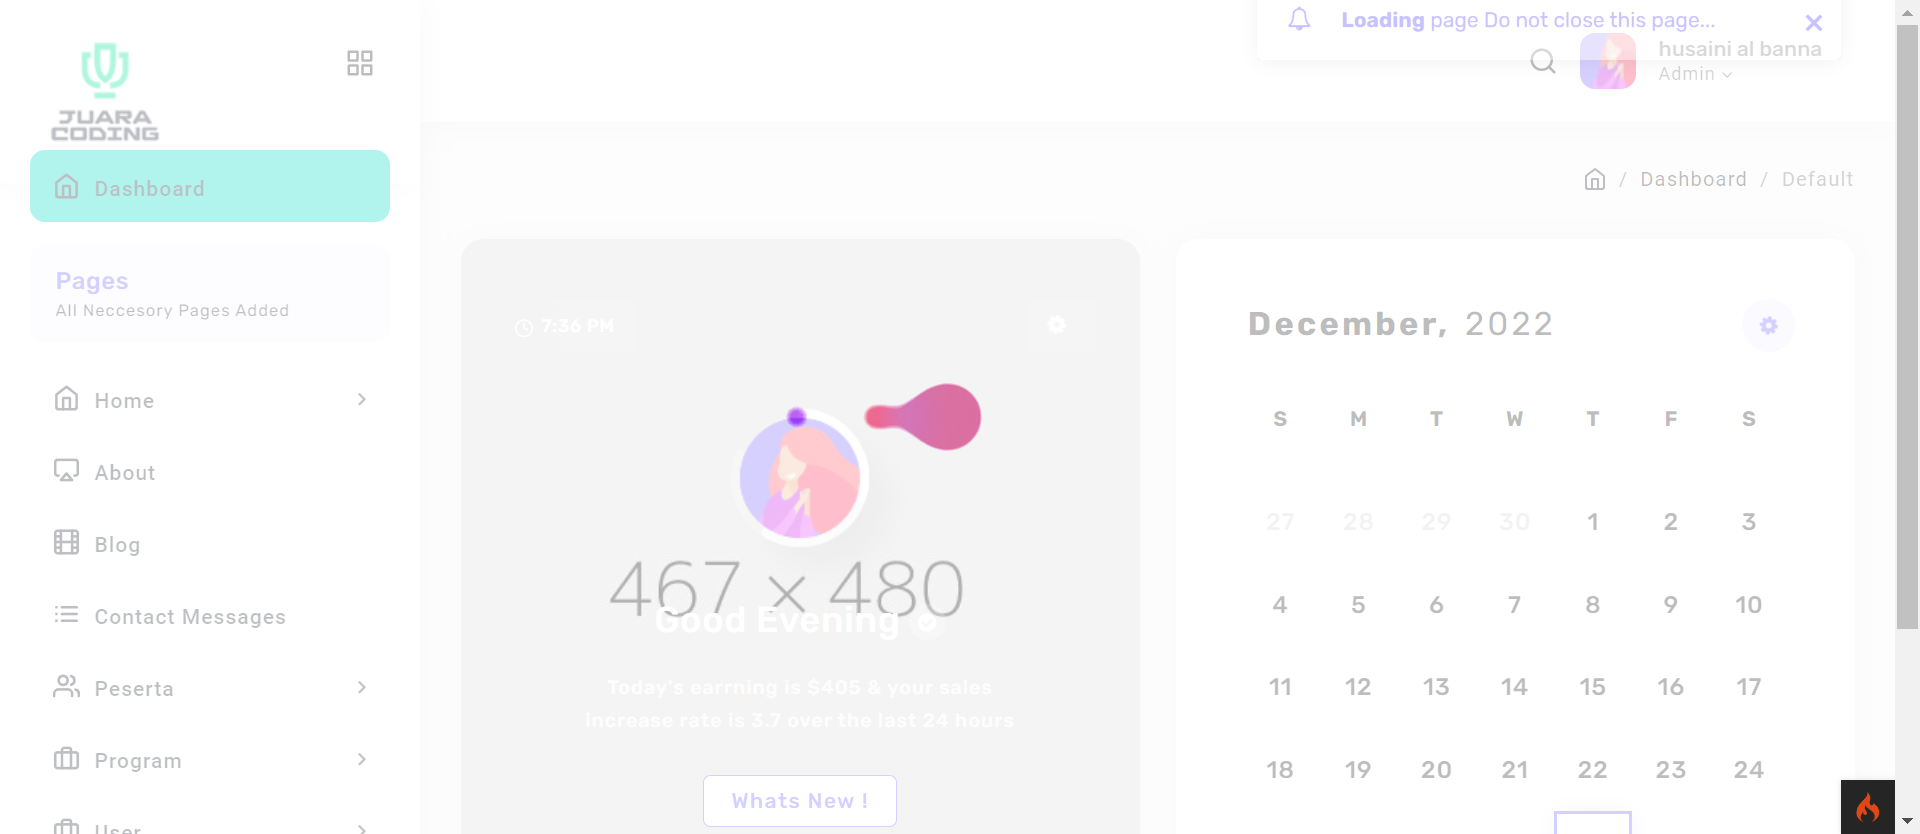 Loading page Do not close this page...
husaini al banna
Admin
JUARA
CODING
Dashboard
Pages
All Neccesory Pages Added
Home
About
Blog
Contact Messages
Peserta
Program
User
/ Dashboard / Default
7:36 PM
467 × 480
Good Evening
Today's earrning is $405 & your sales
increase rate is 3.7 over the last 24 hours
Whats New !
December, 2022
S M T W T F S
27 28 29 30 1 2 3
4 5 6 7 8 9 10
11 12 13 14 15 16 17
18 19 20 21 22 23 24